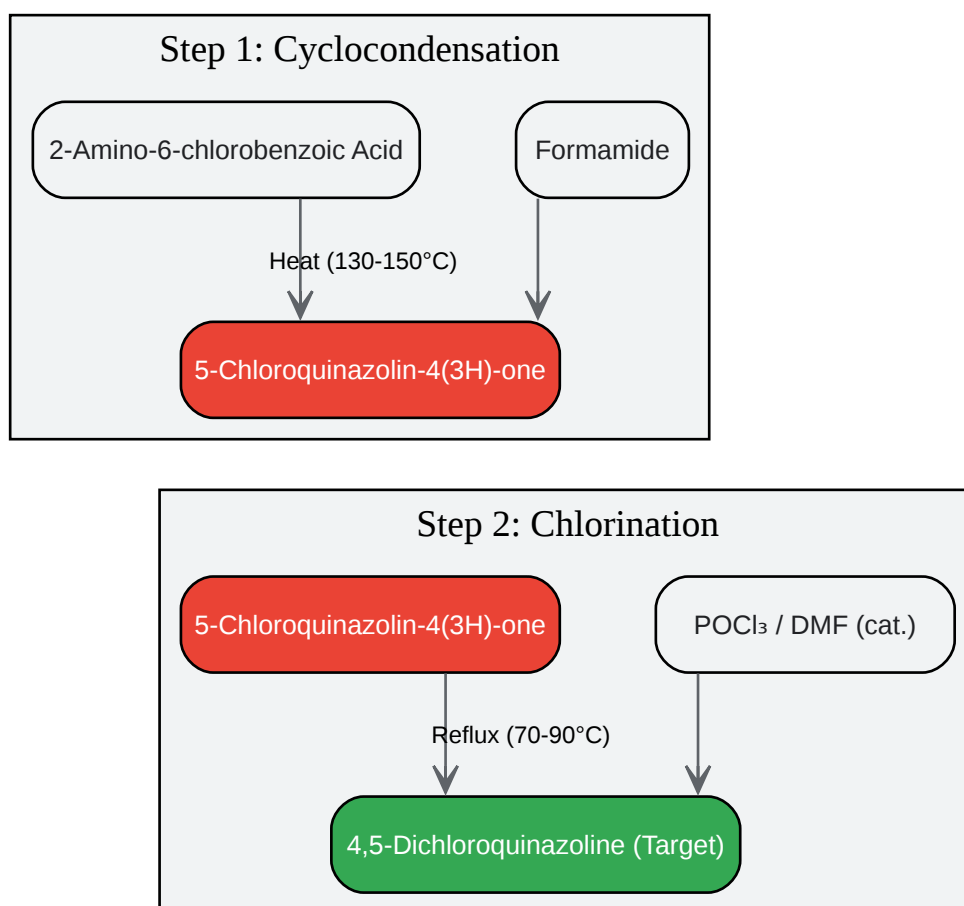 Step 1: Cyclocondensation
2-Amino-6-chlorobenzoic Acid
Formamide
Heat (130-150°C)
5-Chloroquinazolin-4(3H)-one
Step 2: Chlorination
5-Chloroquinazolin-4(3H)-one
POCl₃ / DMF (cat.)
Reflux (70-90°C)
4,5-Dichloroquinazoline (Target)